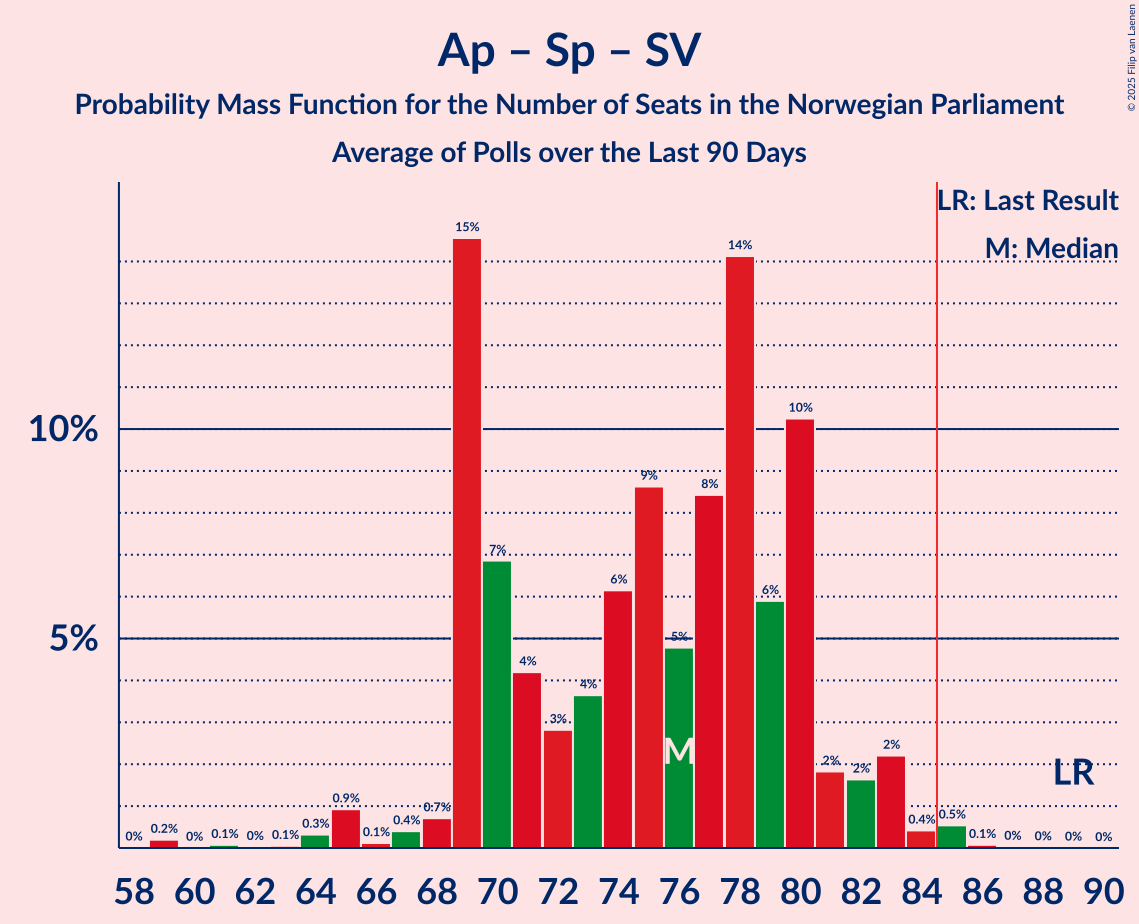 Ap – Sp – SV
Probability Mass Function for the Number of Seats in the Norwegian Parliament
Average of Polls over the Last 90 Days
© 2025 Filip van Laenen
LR: Last Result
M: Median
10%
5%
0% 0.2% 0% 0.1% 0% 0.1% 0.3% 0.9% 0.1% 0.4% 0.7% 15% 7% 4% 3% 4% 6% 9% 5% 8% 14% 6% 10% 2% 2% 2% 0.4% 0.5% 0.1% 0% 0% 0% 0%
M
LR
58 60 62 64 66 68 70 72 74 76 78 80 82 84 86 88 90